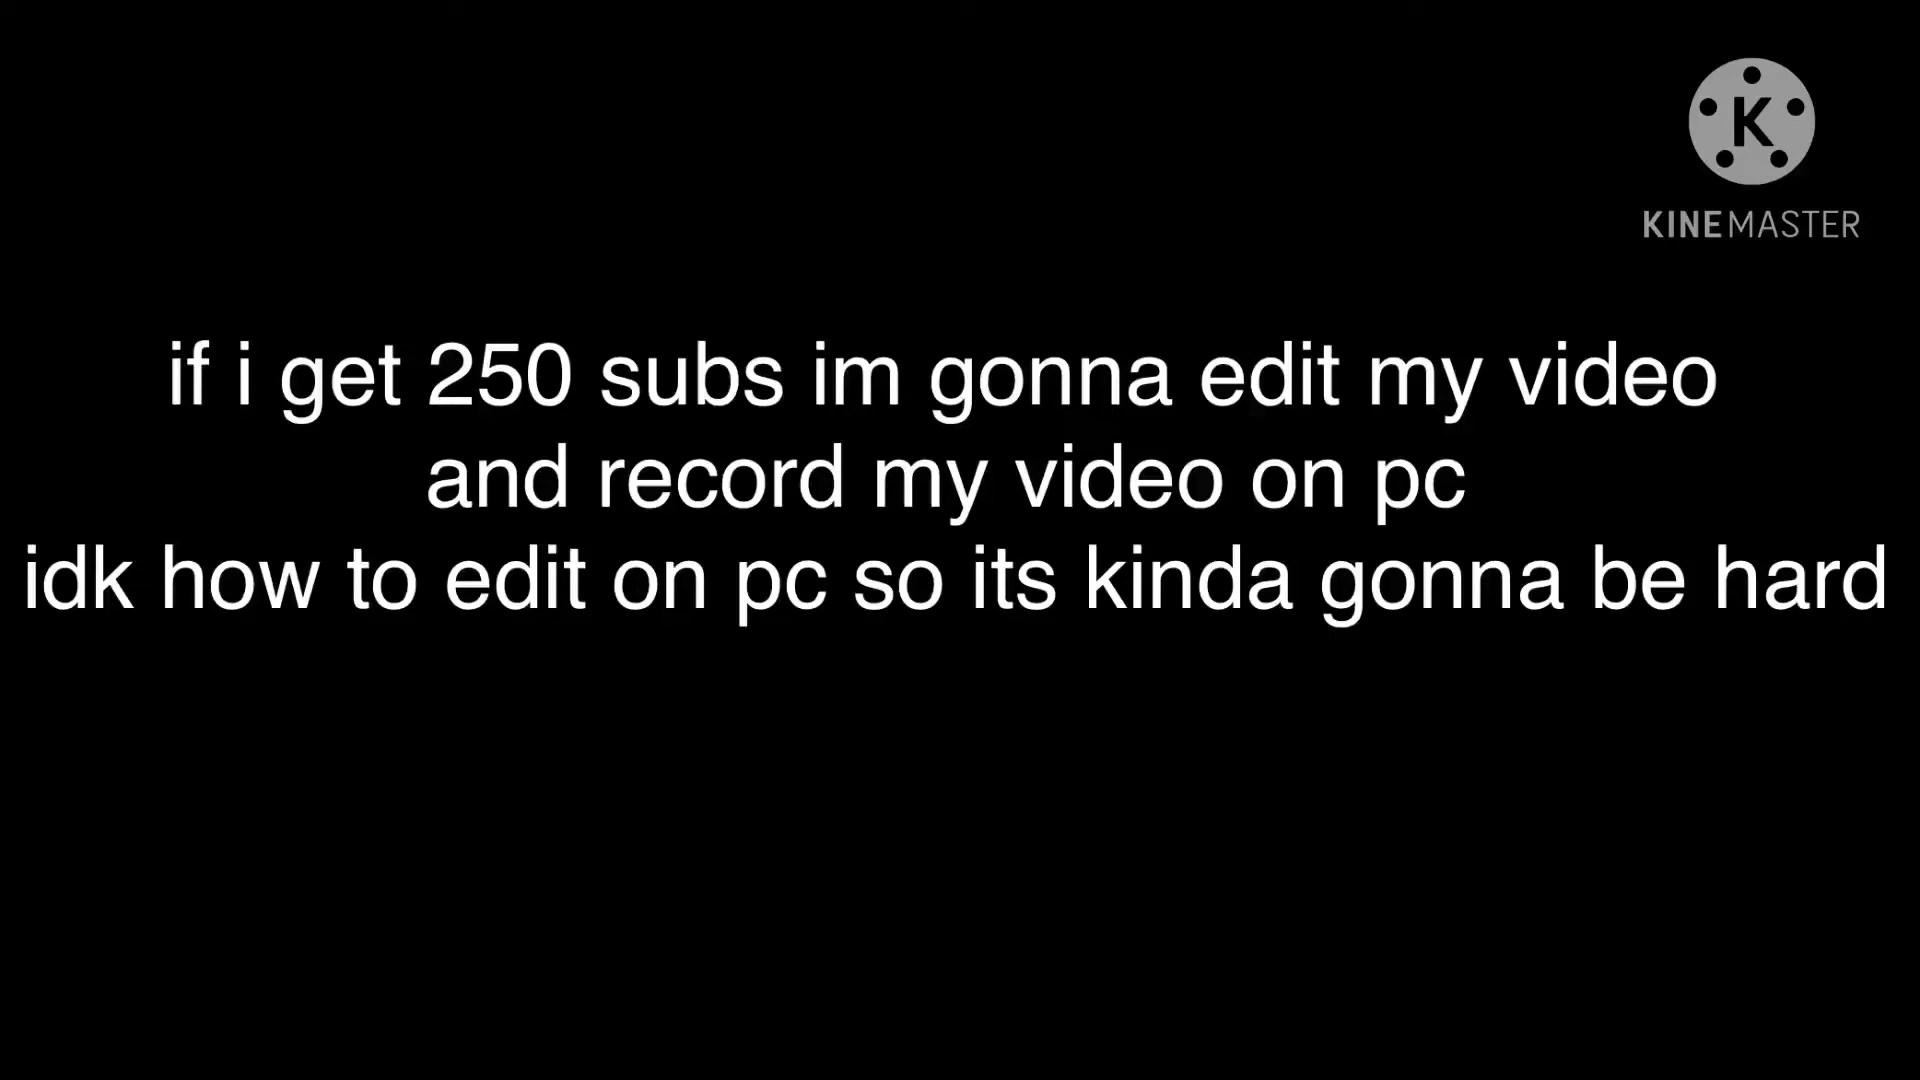 K
KINEMASTER
if i get 250 subs im gonna edit my video
and record my video on pc
idk how to edit on pc so its kinda gonna be hard